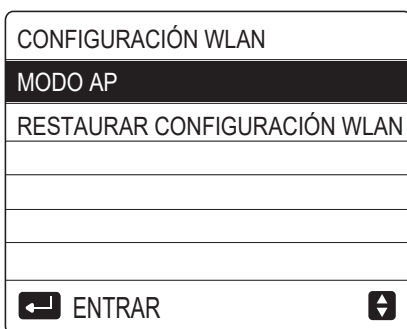 CONFIGURACIÓN WLAN
MODO AP
RESTAURAR CONFIGURACIÓN WLAN
ENTRAR